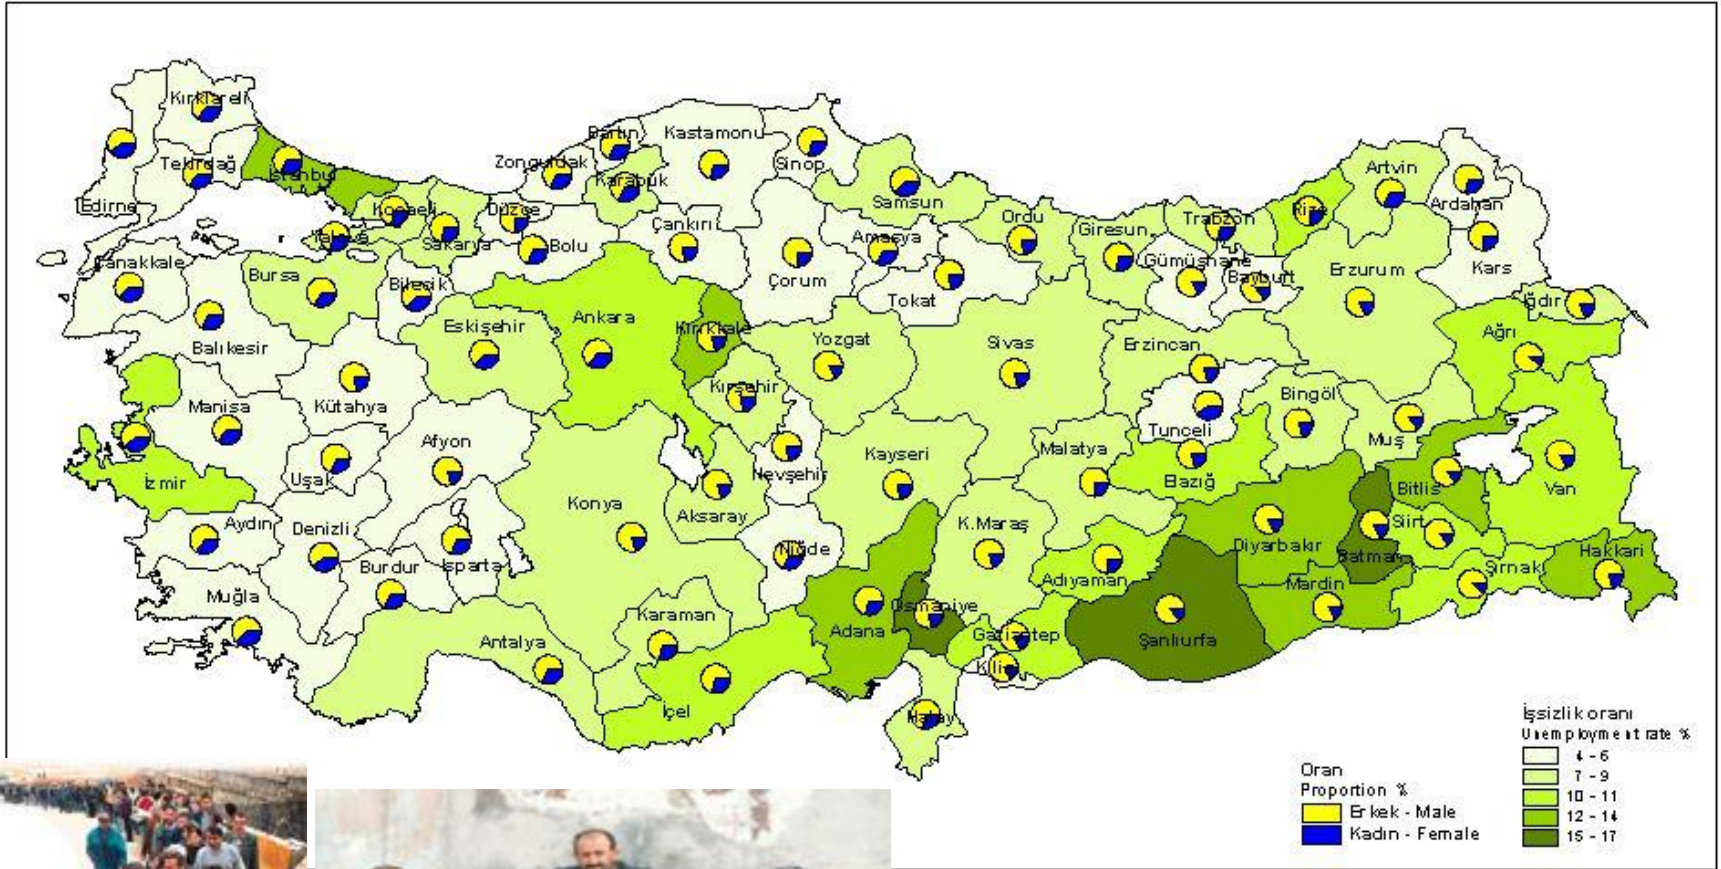 Kırklareli
Tekirdağ
Edirne
İstanbul
Kocaeli
Yalova
Sakarya
Düzce
Bolu
Zonguldak
Bartın
Karabük
Kastamonu
Sinop
Çankırı
Çorum
Amasya
Tokat
Samsun
Ordu
Giresun
Trabzon
Gümüşhane
Bayburt
Rize
Artvin
Ardahan
Kars
Iğdır
Ağrı
Erzurum
Çanakkale
Bursa
Bilecik
Balıkesir
Eskişehir
Ankara
Kırıkkale
Kırşehir
Yozgat
Sivas
Erzincan
Tunceli
Bingöl
Muş
Manisa
Kütahya
Afyon
Uşak
İzmir
Nevşehir
Kayseri
Malatya
Elazığ
Bitlis
Van
Aydın
Denizli
Burdur
Isparta
Konya
Aksaray
Niğde
K.Maraş
Adıyaman
Diyarbakır
Batman
Siirt
Şırnak
Hakkari
Mardin
Muğla
Antalya
Karaman
İçel
Adana
Osmaniye
Gaziantep
Kilis
Şanlıurfa
Hatay
Oran
Proportion %
Erkek - Male
Kadın - Female
İşsizlik oranı
Unemployment rate %
4 - 6
7 - 9
10 - 11
12 - 14
15 - 17